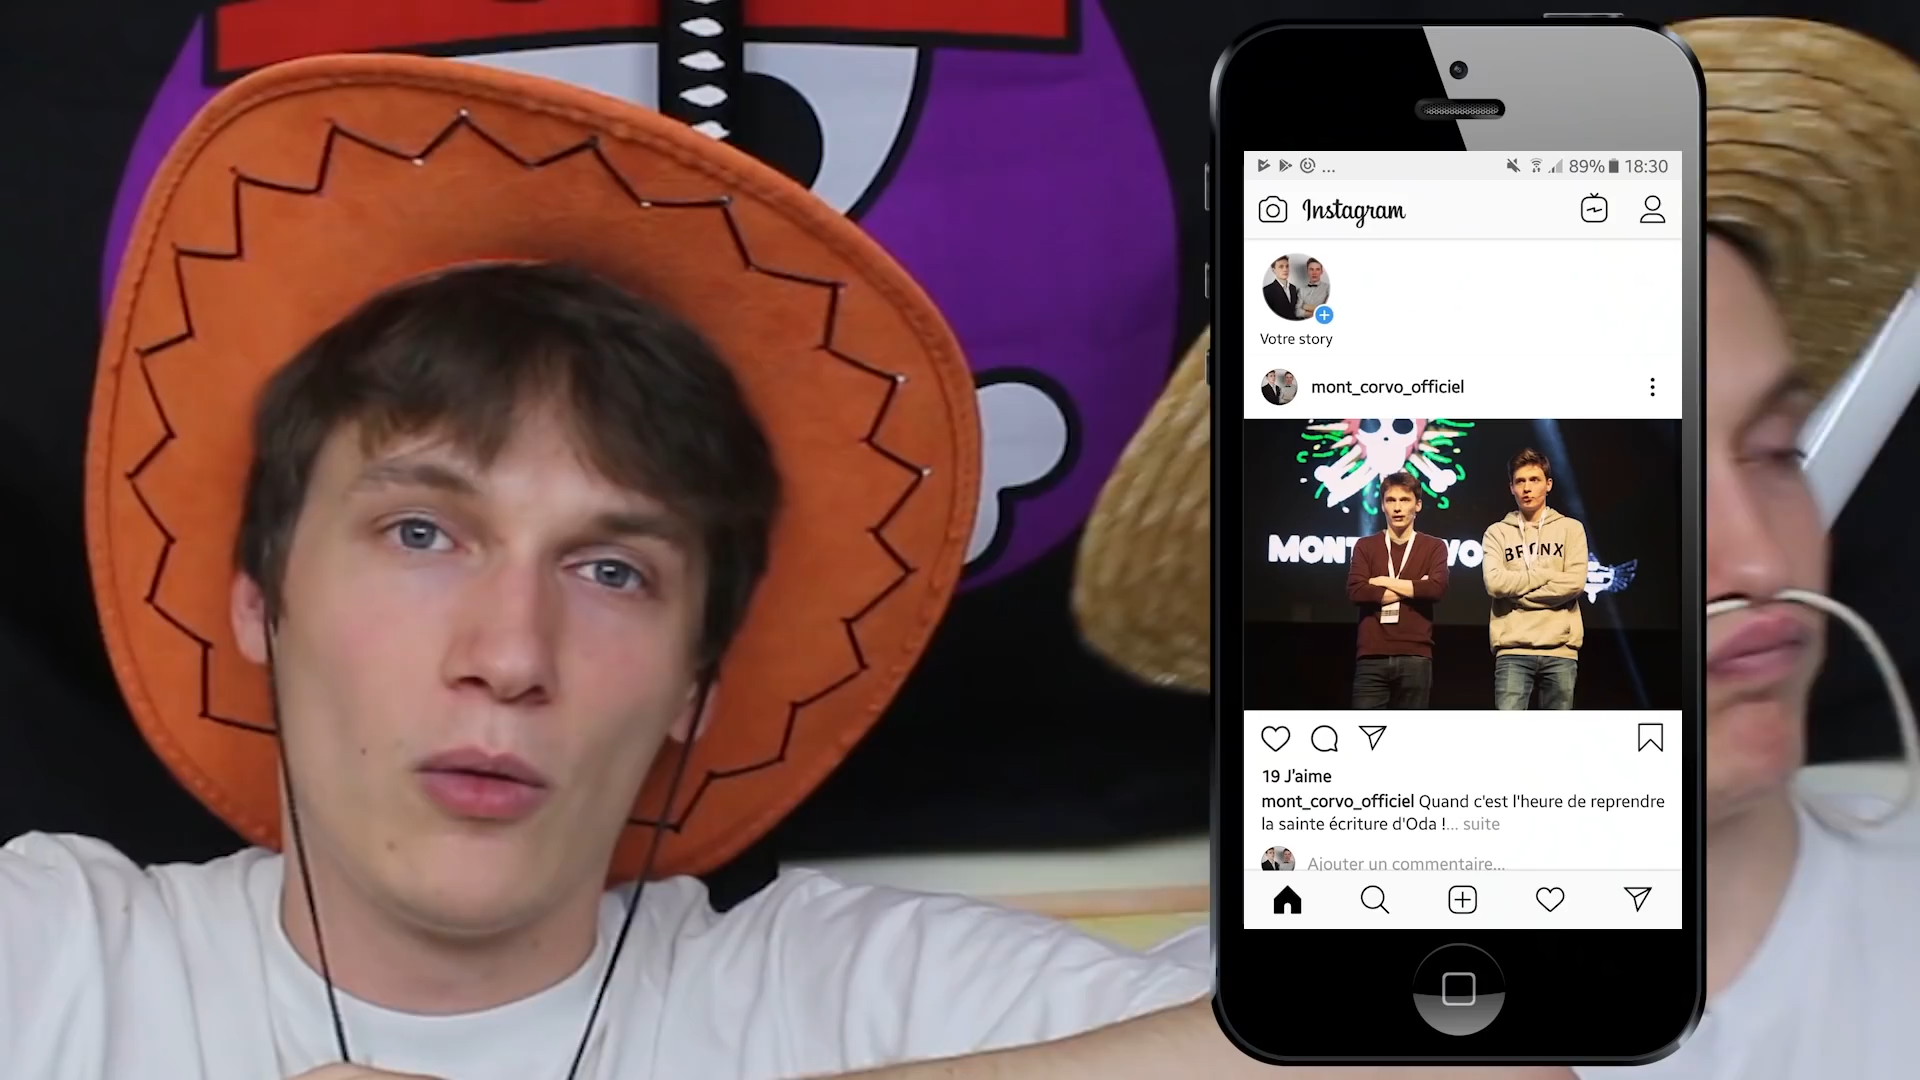 ... 89% 18:30
Instagram
Votre story
mont_corvo_officiel
MONT VO
BRONX
19 J'aime
mont_corvo_officiel Quand c'est l'heure de reprendre
la sainte écriture d'Oda !... suite
Ajouter un commentaire...